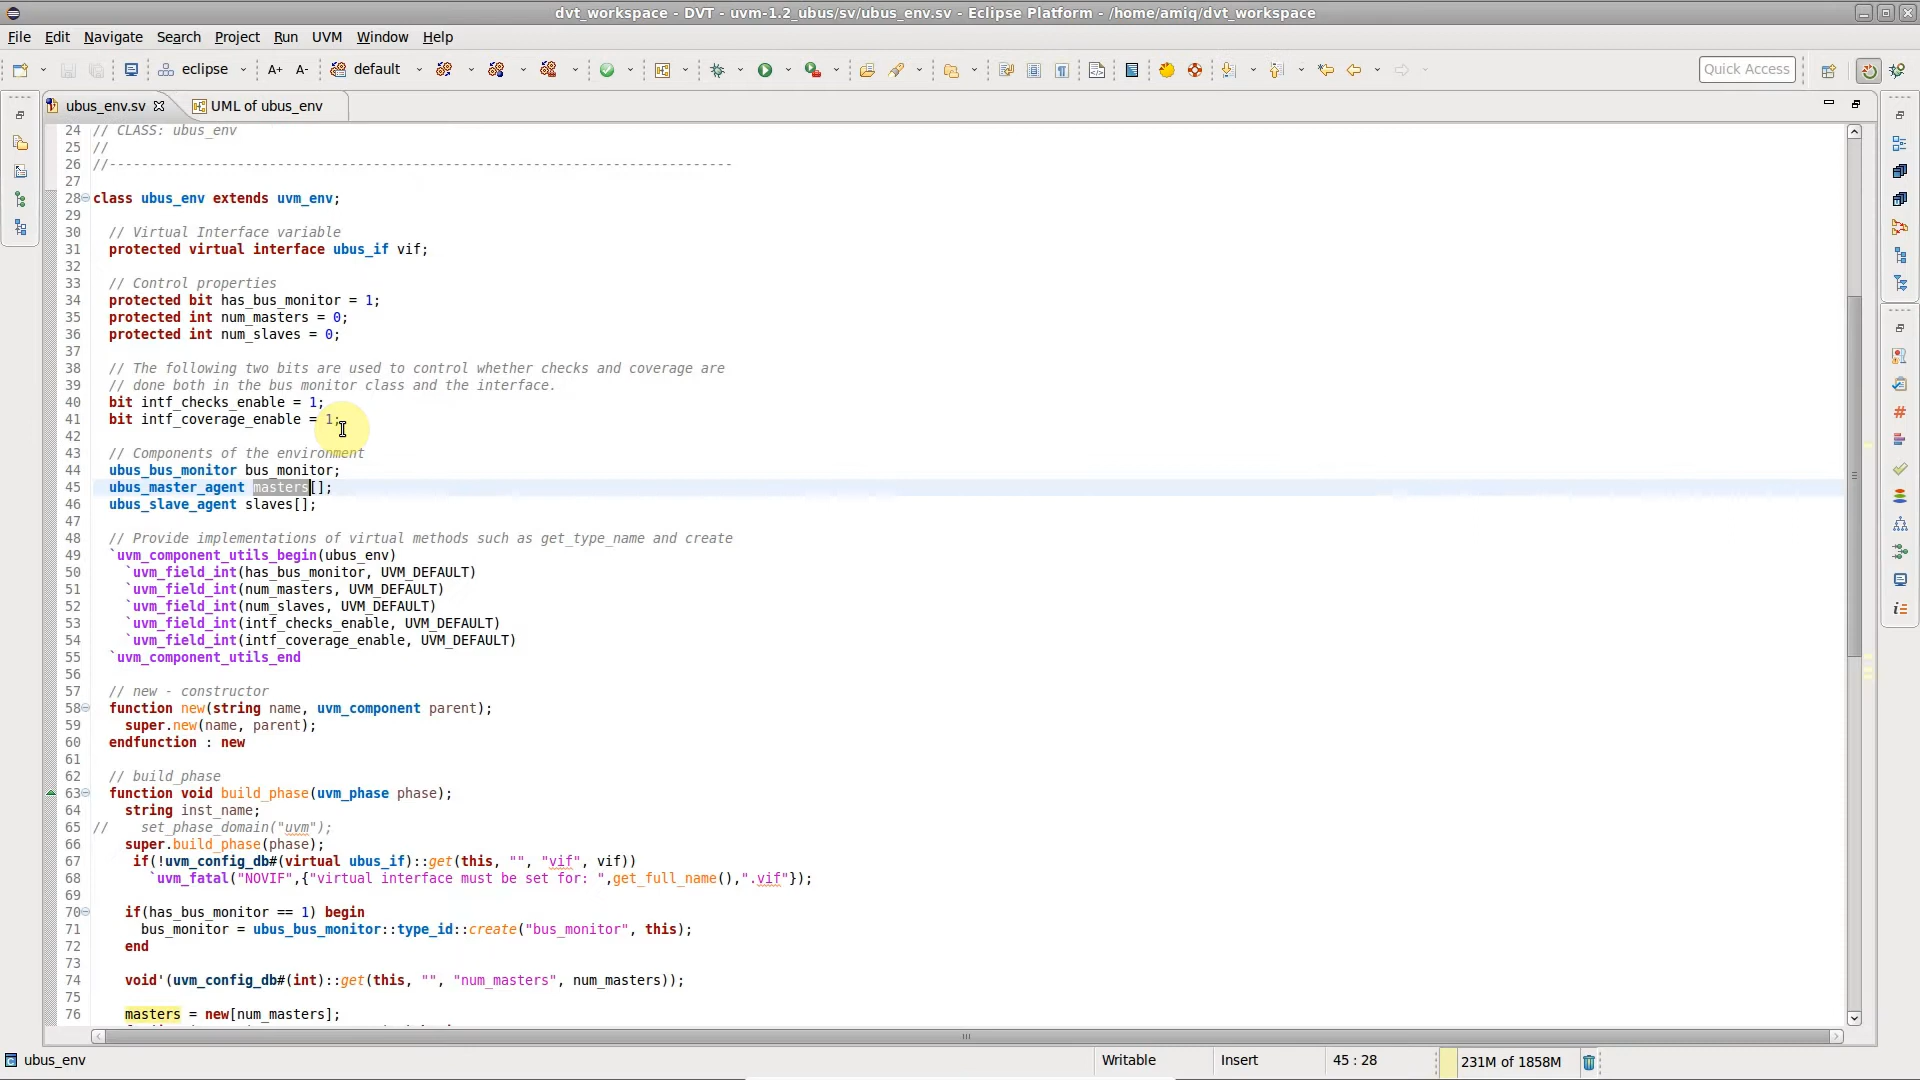 dvt_workspace - DVT - uvm-1.2_ubus/sv/ubus_env.sv - Eclipse Platform - /home/amiq/dvt_workspace
File Edit Navigate Search Project Run UVM Window Help
eclipse A+ A- default Quick Access
ubus_env.sv UML of ubus_env
24 // CLASS: ubus_env
25 //
26 //------------------------------------------------------------------------------
27
28 class ubus_env extends uvm_env;
29
30 // Virtual Interface variable
31 protected virtual interface ubus_if vif;
32
33 // Control properties
34 protected bit has_bus_monitor = 1;
35 protected int num_masters = 0;
36 protected int num_slaves = 0;
37
38 // The following two bits are used to control whether checks and coverage are
39 // done both in the bus monitor class and the interface.
40 bit intf_checks_enable = 1;
41 bit intf_coverage_enable = 1;
42
43 // Components of the environment
44 ubus_bus_monitor bus_monitor;
45 ubus_master_agent masters[];
46 ubus_slave_agent slaves[];
47
48 // Provide implementations of virtual methods such as get_type_name and create
49 `uvm_component_utils_begin(ubus_env)
50 `uvm_field_int(has_bus_monitor, UVM_DEFAULT)
51 `uvm_field_int(num_masters, UVM_DEFAULT)
52 `uvm_field_int(num_slaves, UVM_DEFAULT)
53 `uvm_field_int(intf_checks_enable, UVM_DEFAULT)
54 `uvm_field_int(intf_coverage_enable, UVM_DEFAULT)
55 `uvm_component_utils_end
56
57 // new - constructor
58 function new(string name, uvm_component parent);
59 super.new(name, parent);
60 endfunction : new
61
62 // build_phase
63 function void build_phase(uvm_phase phase);
64 string inst_name;
65 // set_phase_domain("uvm");
66 super.build_phase(phase);
67 if(!uvm_config_db#(virtual ubus_if)::get(this, "", "vif", vif))
68 `uvm_fatal("NOVIF",{"virtual interface must be set for: ",get_full_name(),".vif"});
69
70 if(has_bus_monitor == 1) begin
71 bus_monitor = ubus_bus_monitor::type_id::create("bus_monitor", this);
72 end
73
74 void'(uvm_config_db#(int)::get(this, "", "num_masters", num_masters));
75
76 masters = new[num_masters];
ubus_env Writable Insert 45 : 28 231M of 1858M